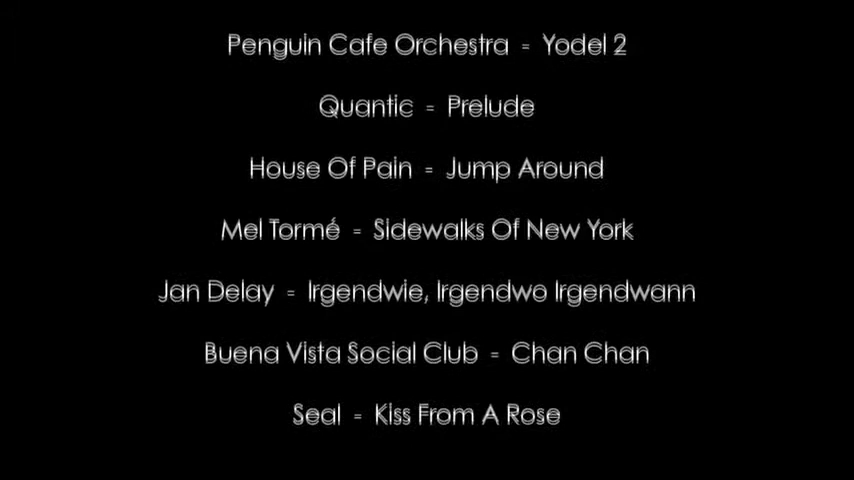 Penguin Cafe Orchestra = Yodel 2
Quantic = Prelude
House Of Pain = Jump Around
Mel Tormé = Sidewalks Of New York
Jan Delay = Irgendwie, Irgendwo Irgendwann
Buena Vista Social Club = Chan Chan
Seal = Kiss From A Rose